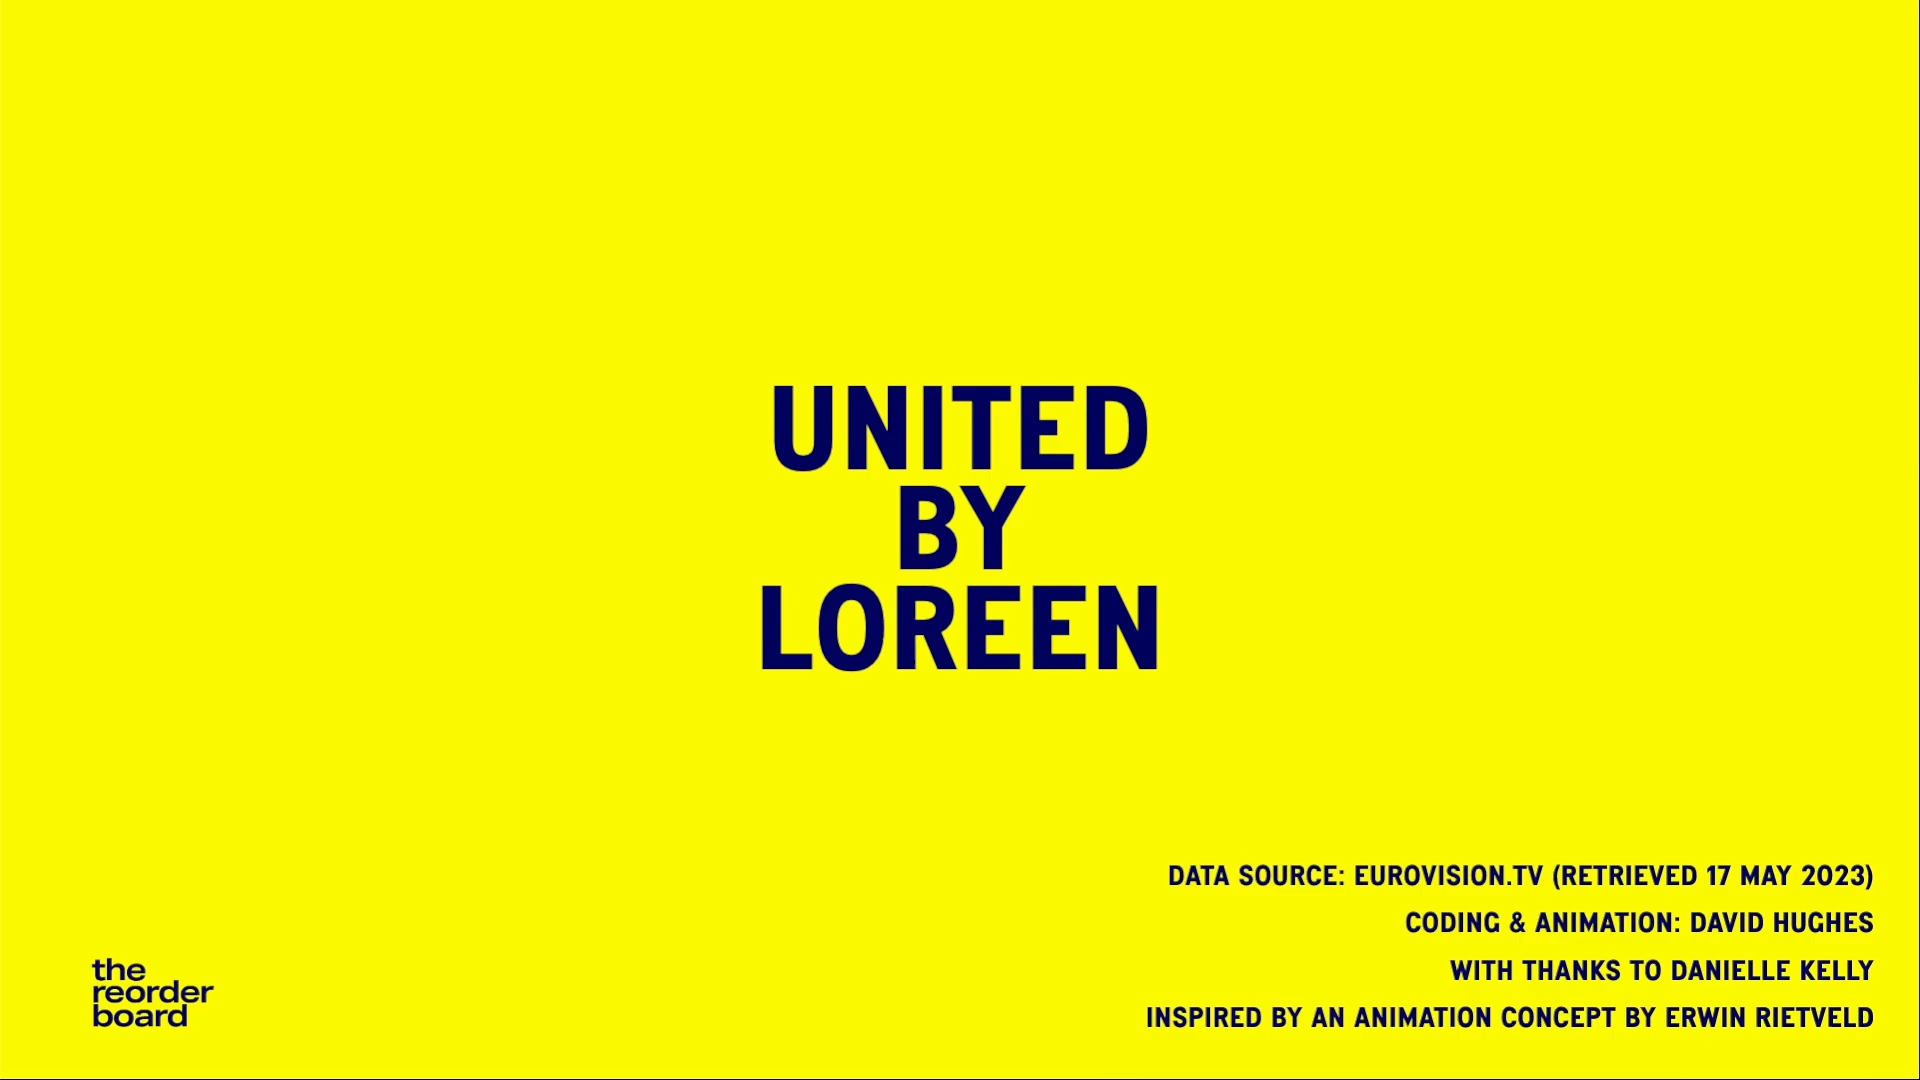 UNITED
BY
LOREEN
DATA SOURCE: EUROVISION.TV (RETRIEVED 17 MAY 2023)
CODING & ANIMATION: DAVID HUGHES
WITH THANKS TO DANIELLE KELLY
INSPIRED BY AN ANIMATION CONCEPT BY ERWIN RIETVELD
the
reorder
board